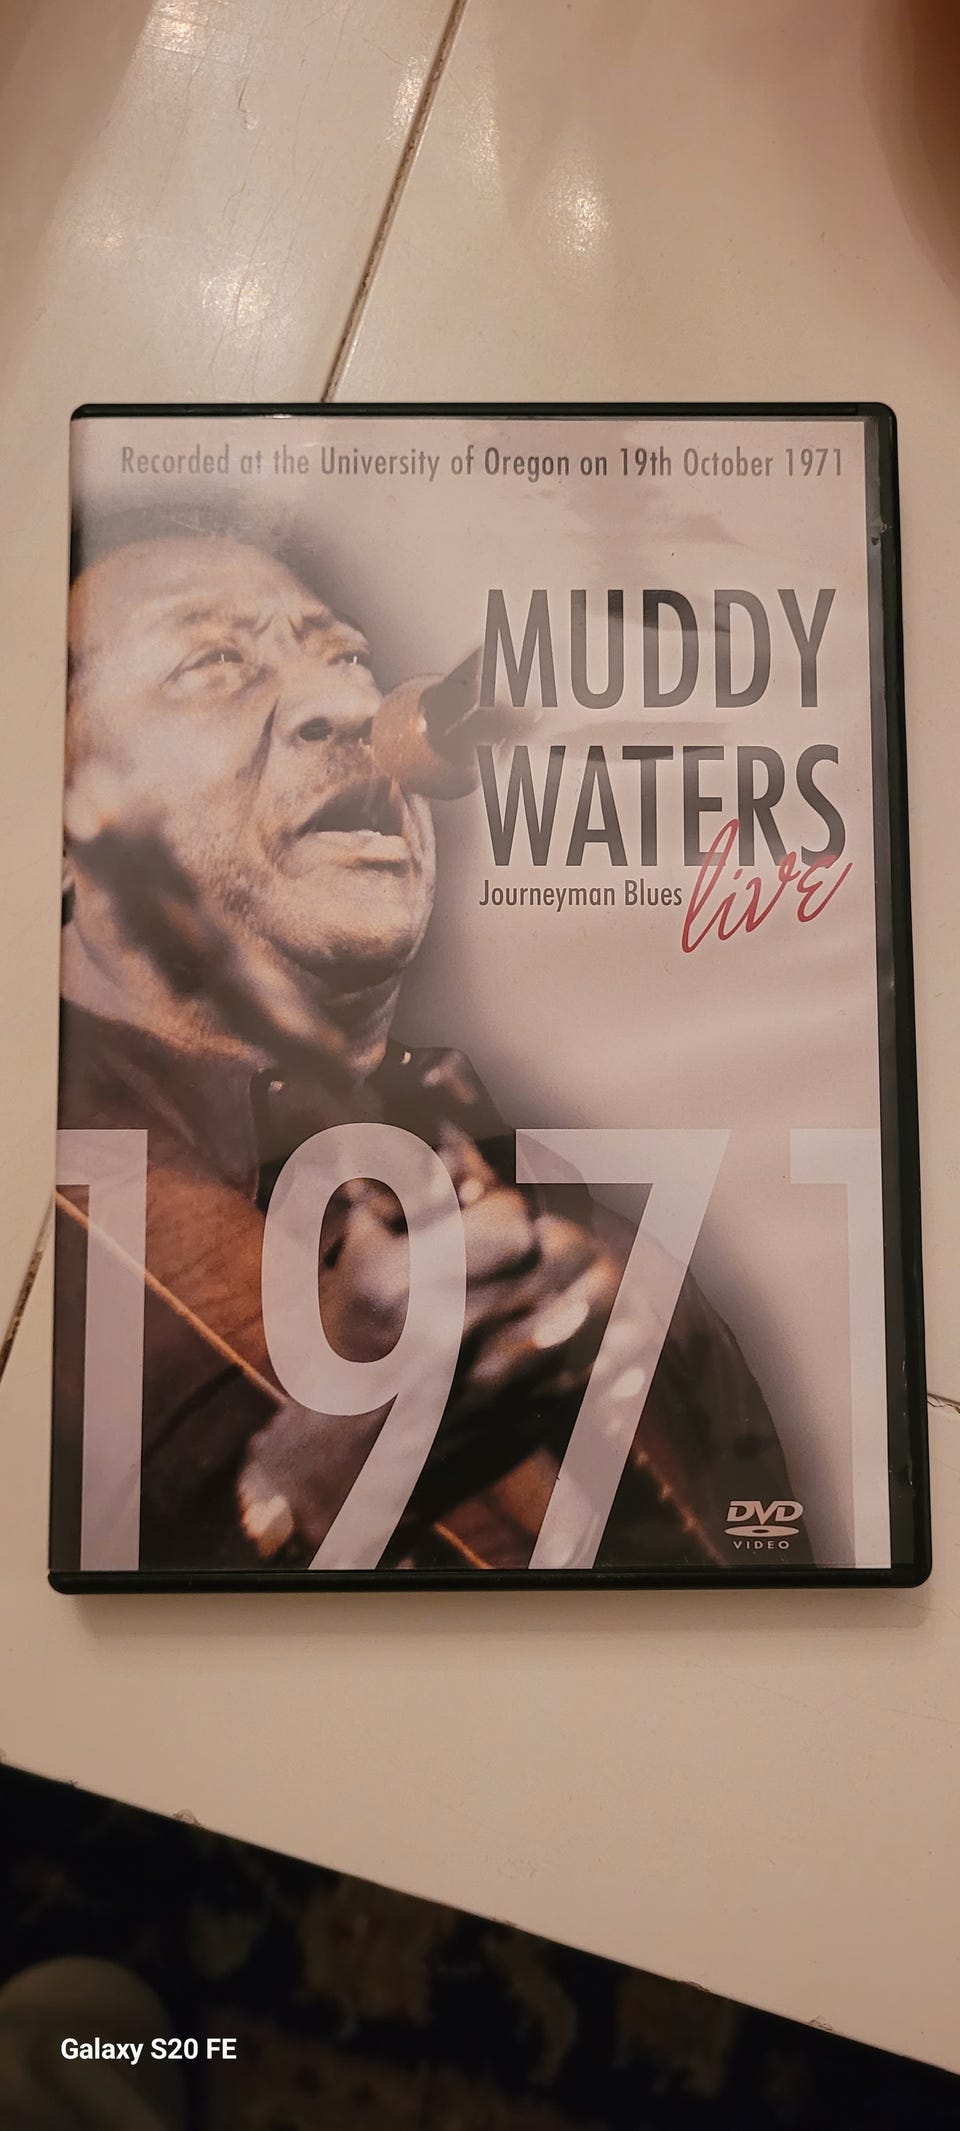 Recorded at the University of Oregon on 19th October 1971
MUDDY
WATERS
Journeyman Blues live
1971
DVD
VIDEO
Galaxy S20 FE